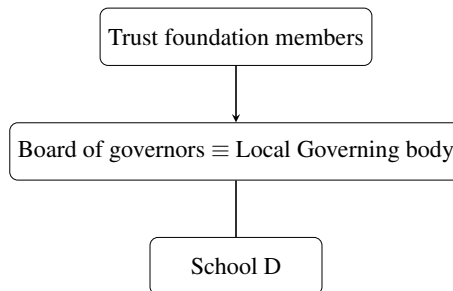 Trust foundation members
Board of governors ≡ Local Governing body
School D